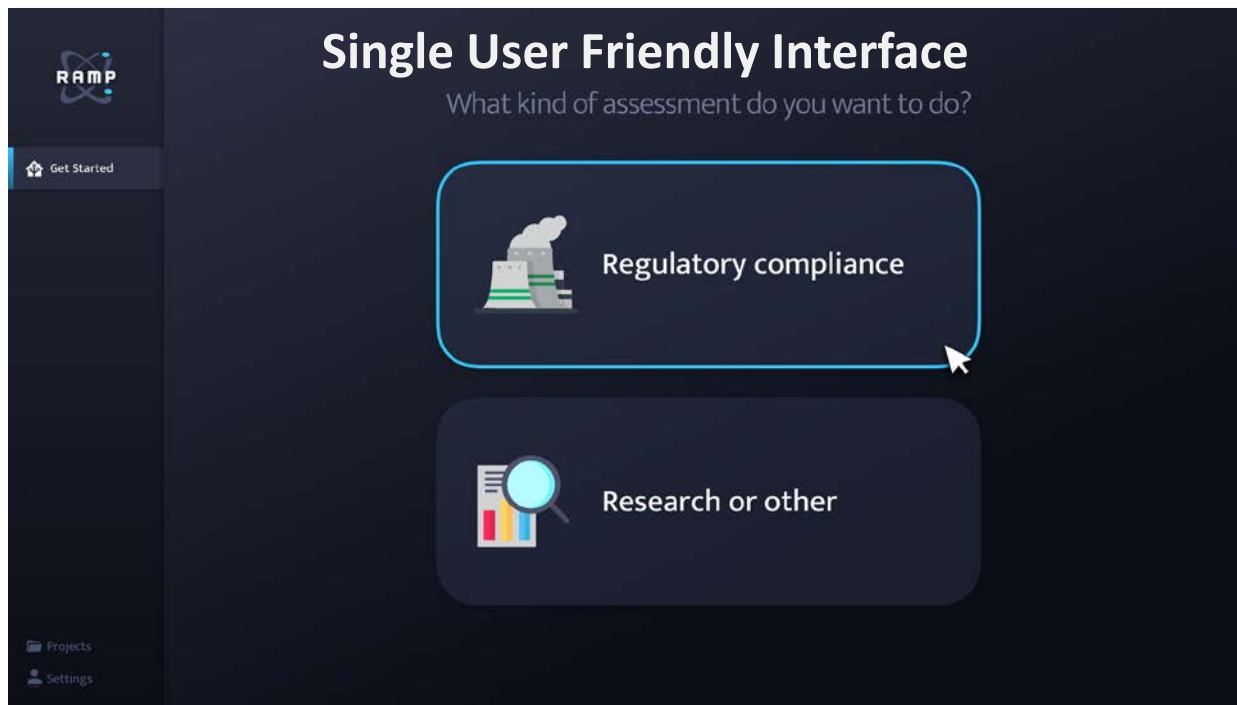 RAMP
Single User Friendly Interface
What kind of assessment do you want to do?
Get Started
Regulatory compliance
Research or other
Projects
Settings